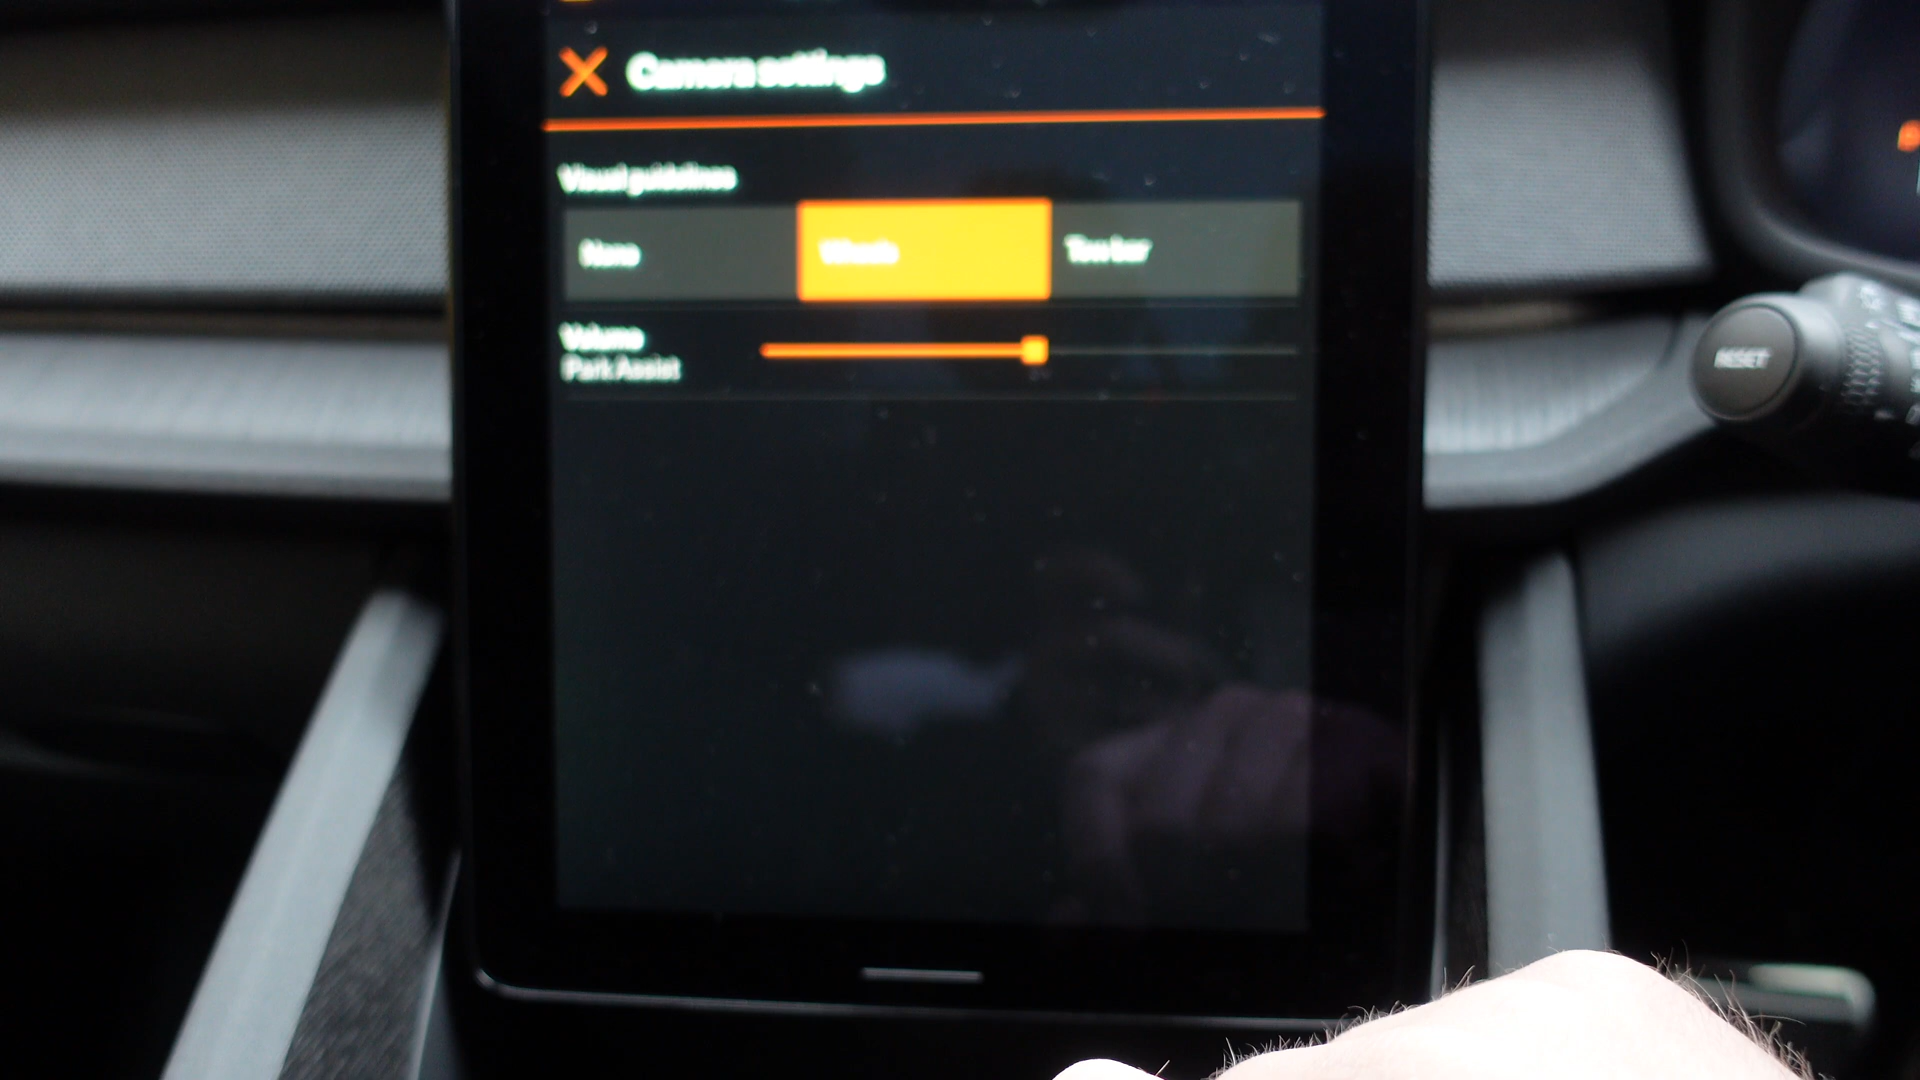 Camera settings
Visual guidelines
None
Wheels
Tow bar
Volume
Park Assist
RESET